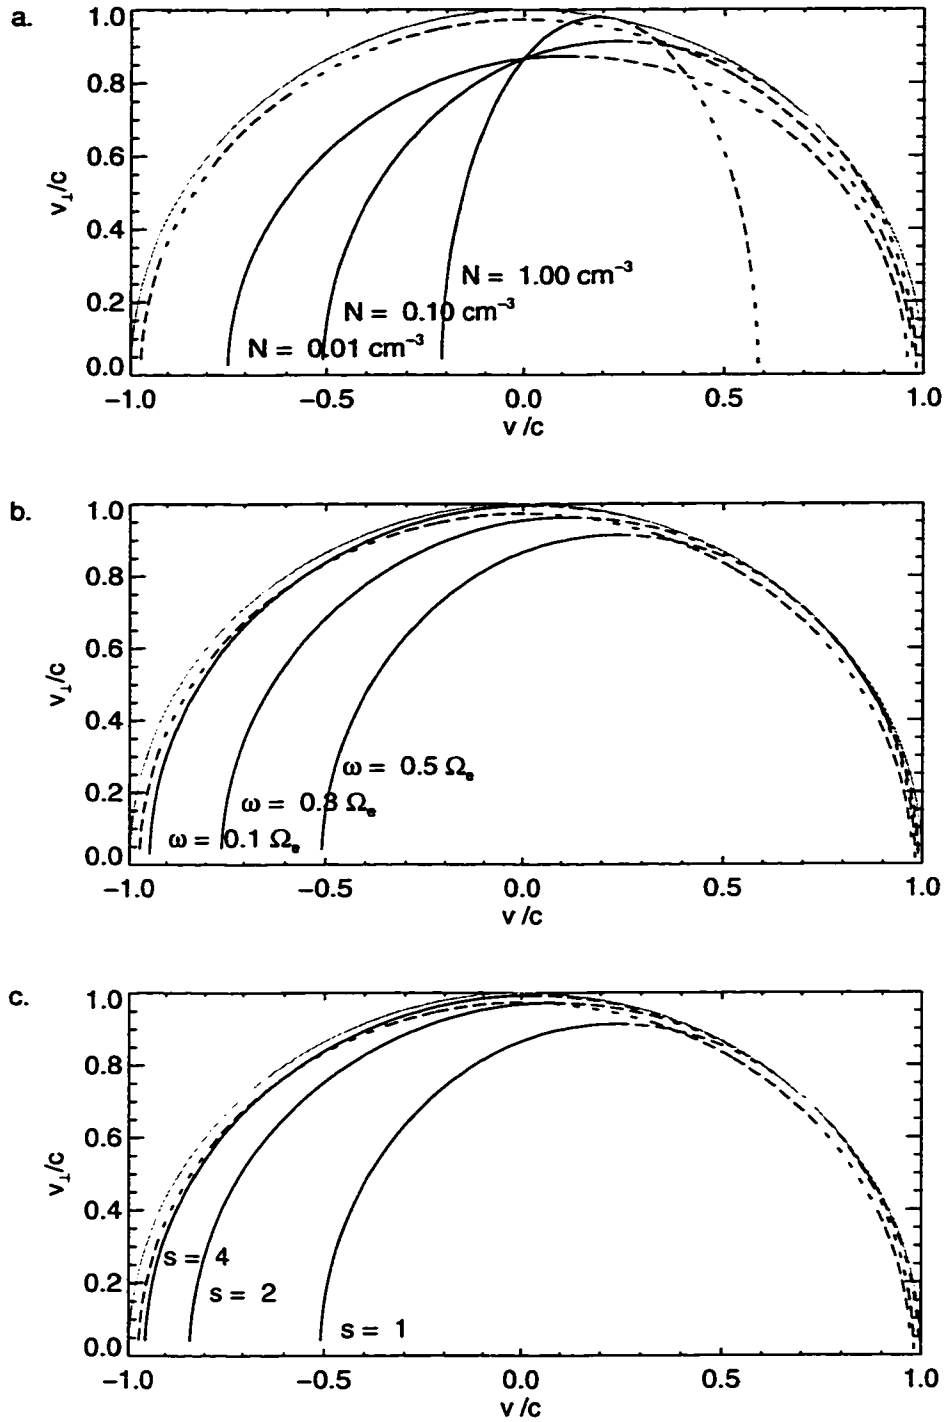 a.
1.0
0.8
0.6
0.4
0.2
0.0
v⊥/c
N = 1.00 cm⁻³
N = 0.10 cm⁻³
N = 0.01 cm⁻³
−1.0 −0.5 0.0 0.5 1.0
v /c
b.
1.0
0.8
0.6
0.4
0.2
0.0
v⊥/c
ω = 0.5 Ωe
ω = 0.3 Ωe
ω = 0.1 Ωe
−1.0 −0.5 0.0 0.5 1.0
v /c
c.
1.0
0.8
0.6
0.4
0.2
0.0
v⊥/c
s = 4
s = 2
s = 1
−1.0 −0.5 0.0 0.5 1.0
v /c